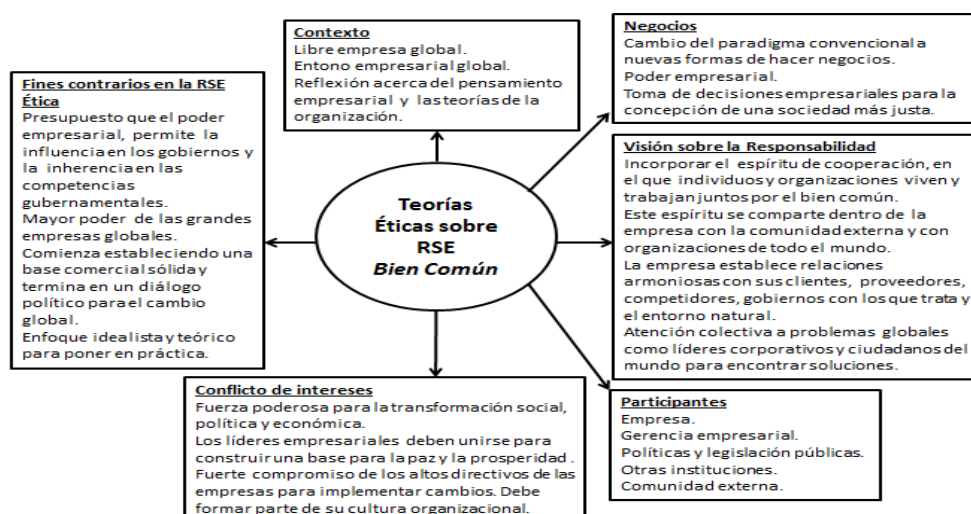 Contexto
Libre empresa global.
Entono empresarial global.
Reflexión acerca del pensamiento
empresarial y las teorías de la
organización.
Negocios
Cambio del paradigma convencional a
nuevas formas de hacer negocios.
Poder empresarial.
Toma de decisiones empresariales para la
concepción de una sociedad más justa.
Fines contrarios en la RSE
Ética
Presupuesto que el poder
empresarial, permite la
influencia en los gobiernos y
la inherencia en las
competencias
gubernamentales.
Mayor poder de las grandes
empresas globales.
Comienza estableciendo una
base comercial sólida y
termina en un diálogo
político para el cambio
global.
Enfoque idealista y teórico
para poner en práctica.
Teorías
Éticas sobre
RSE
Bien Común
Visión sobre la Responsabilidad
Incorporar el espíritu de cooperación, en
el que individuos y organizaciones viven y
trabajan juntos por el bien común.
Este espíritu se comparte dentro de la
empresa con la comunidad externa y con
organizaciones de todo el mundo.
La empresa establece relaciones
armoniosas con sus clientes, proveedores,
competidores, gobiernos con los que trata y
el entorno natural.
Atención colectiva a problemas globales
como líderes corporativos y ciudadanos del
mundo para encontrar soluciones.
Conflicto de intereses
Fuerza poderosa para la transformación social,
política y económica.
Los líderes empresariales deben unirse para
construir una base para la paz y la prosperidad.
Fuerte compromiso de los altos directivos de las
empresas para implementar cambios. Debe
formar parte de su cultura organizacional.
Participantes
Empresa.
Gerencia empresarial.
Políticas y legislación públicas.
Otras instituciones.
Comunidad externa.